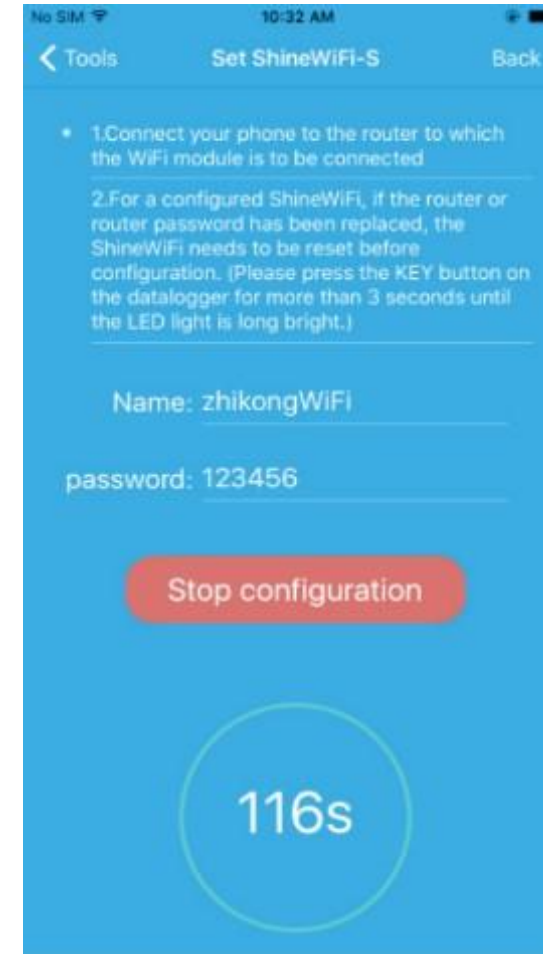 No SIM 10:32 AM
Tools Set ShineWiFi-S Back
1.Connect your phone to the router to which
the WiFi module is to be connected
2.For a configured ShineWiFi, if the router or
router password has been replaced, the
ShineWiFi needs to be reset before
configuration. (Please press the KEY button on
the datalogger for more than 3 seconds until
the LED light is long bright.)
Name: zhikongWiFi
password: 123456
Stop configuration
116s